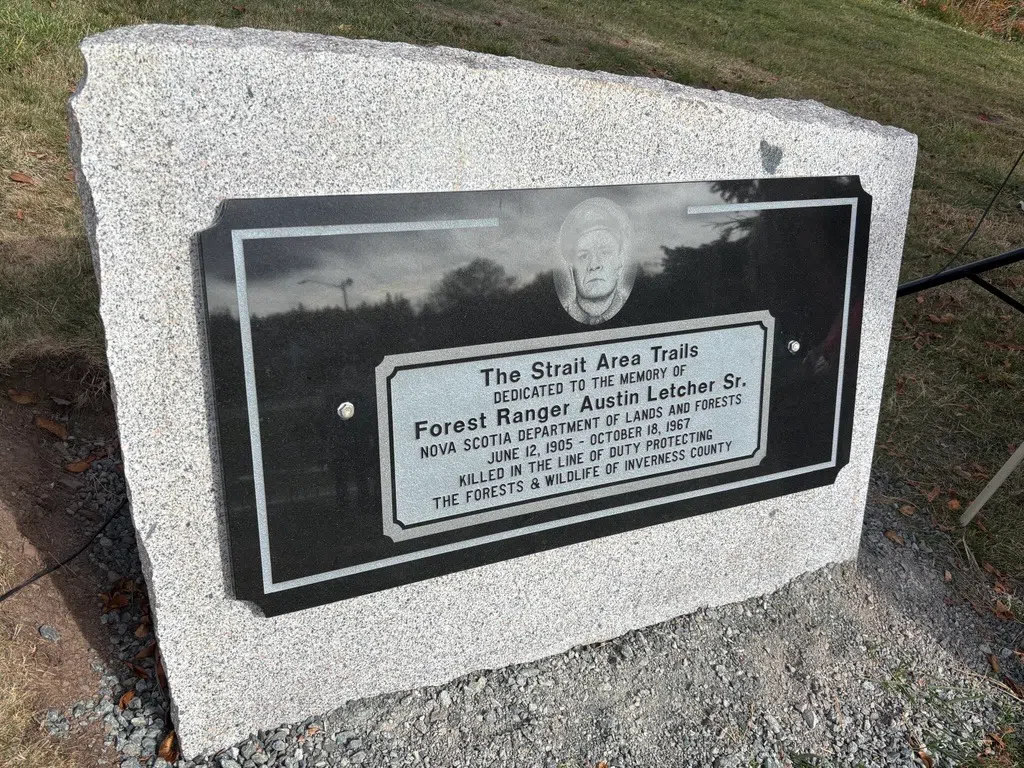 The Strait Area Trails
DEDICATED TO THE MEMORY OF
Forest Ranger Austin Letcher Sr.
NOVA SCOTIA DEPARTMENT OF LANDS AND FORESTS
JUNE 12, 1905 - OCTOBER 18, 1967
KILLED IN THE LINE OF DUTY PROTECTING
THE FORESTS & WILDLIFE OF INVERNESS COUNTY